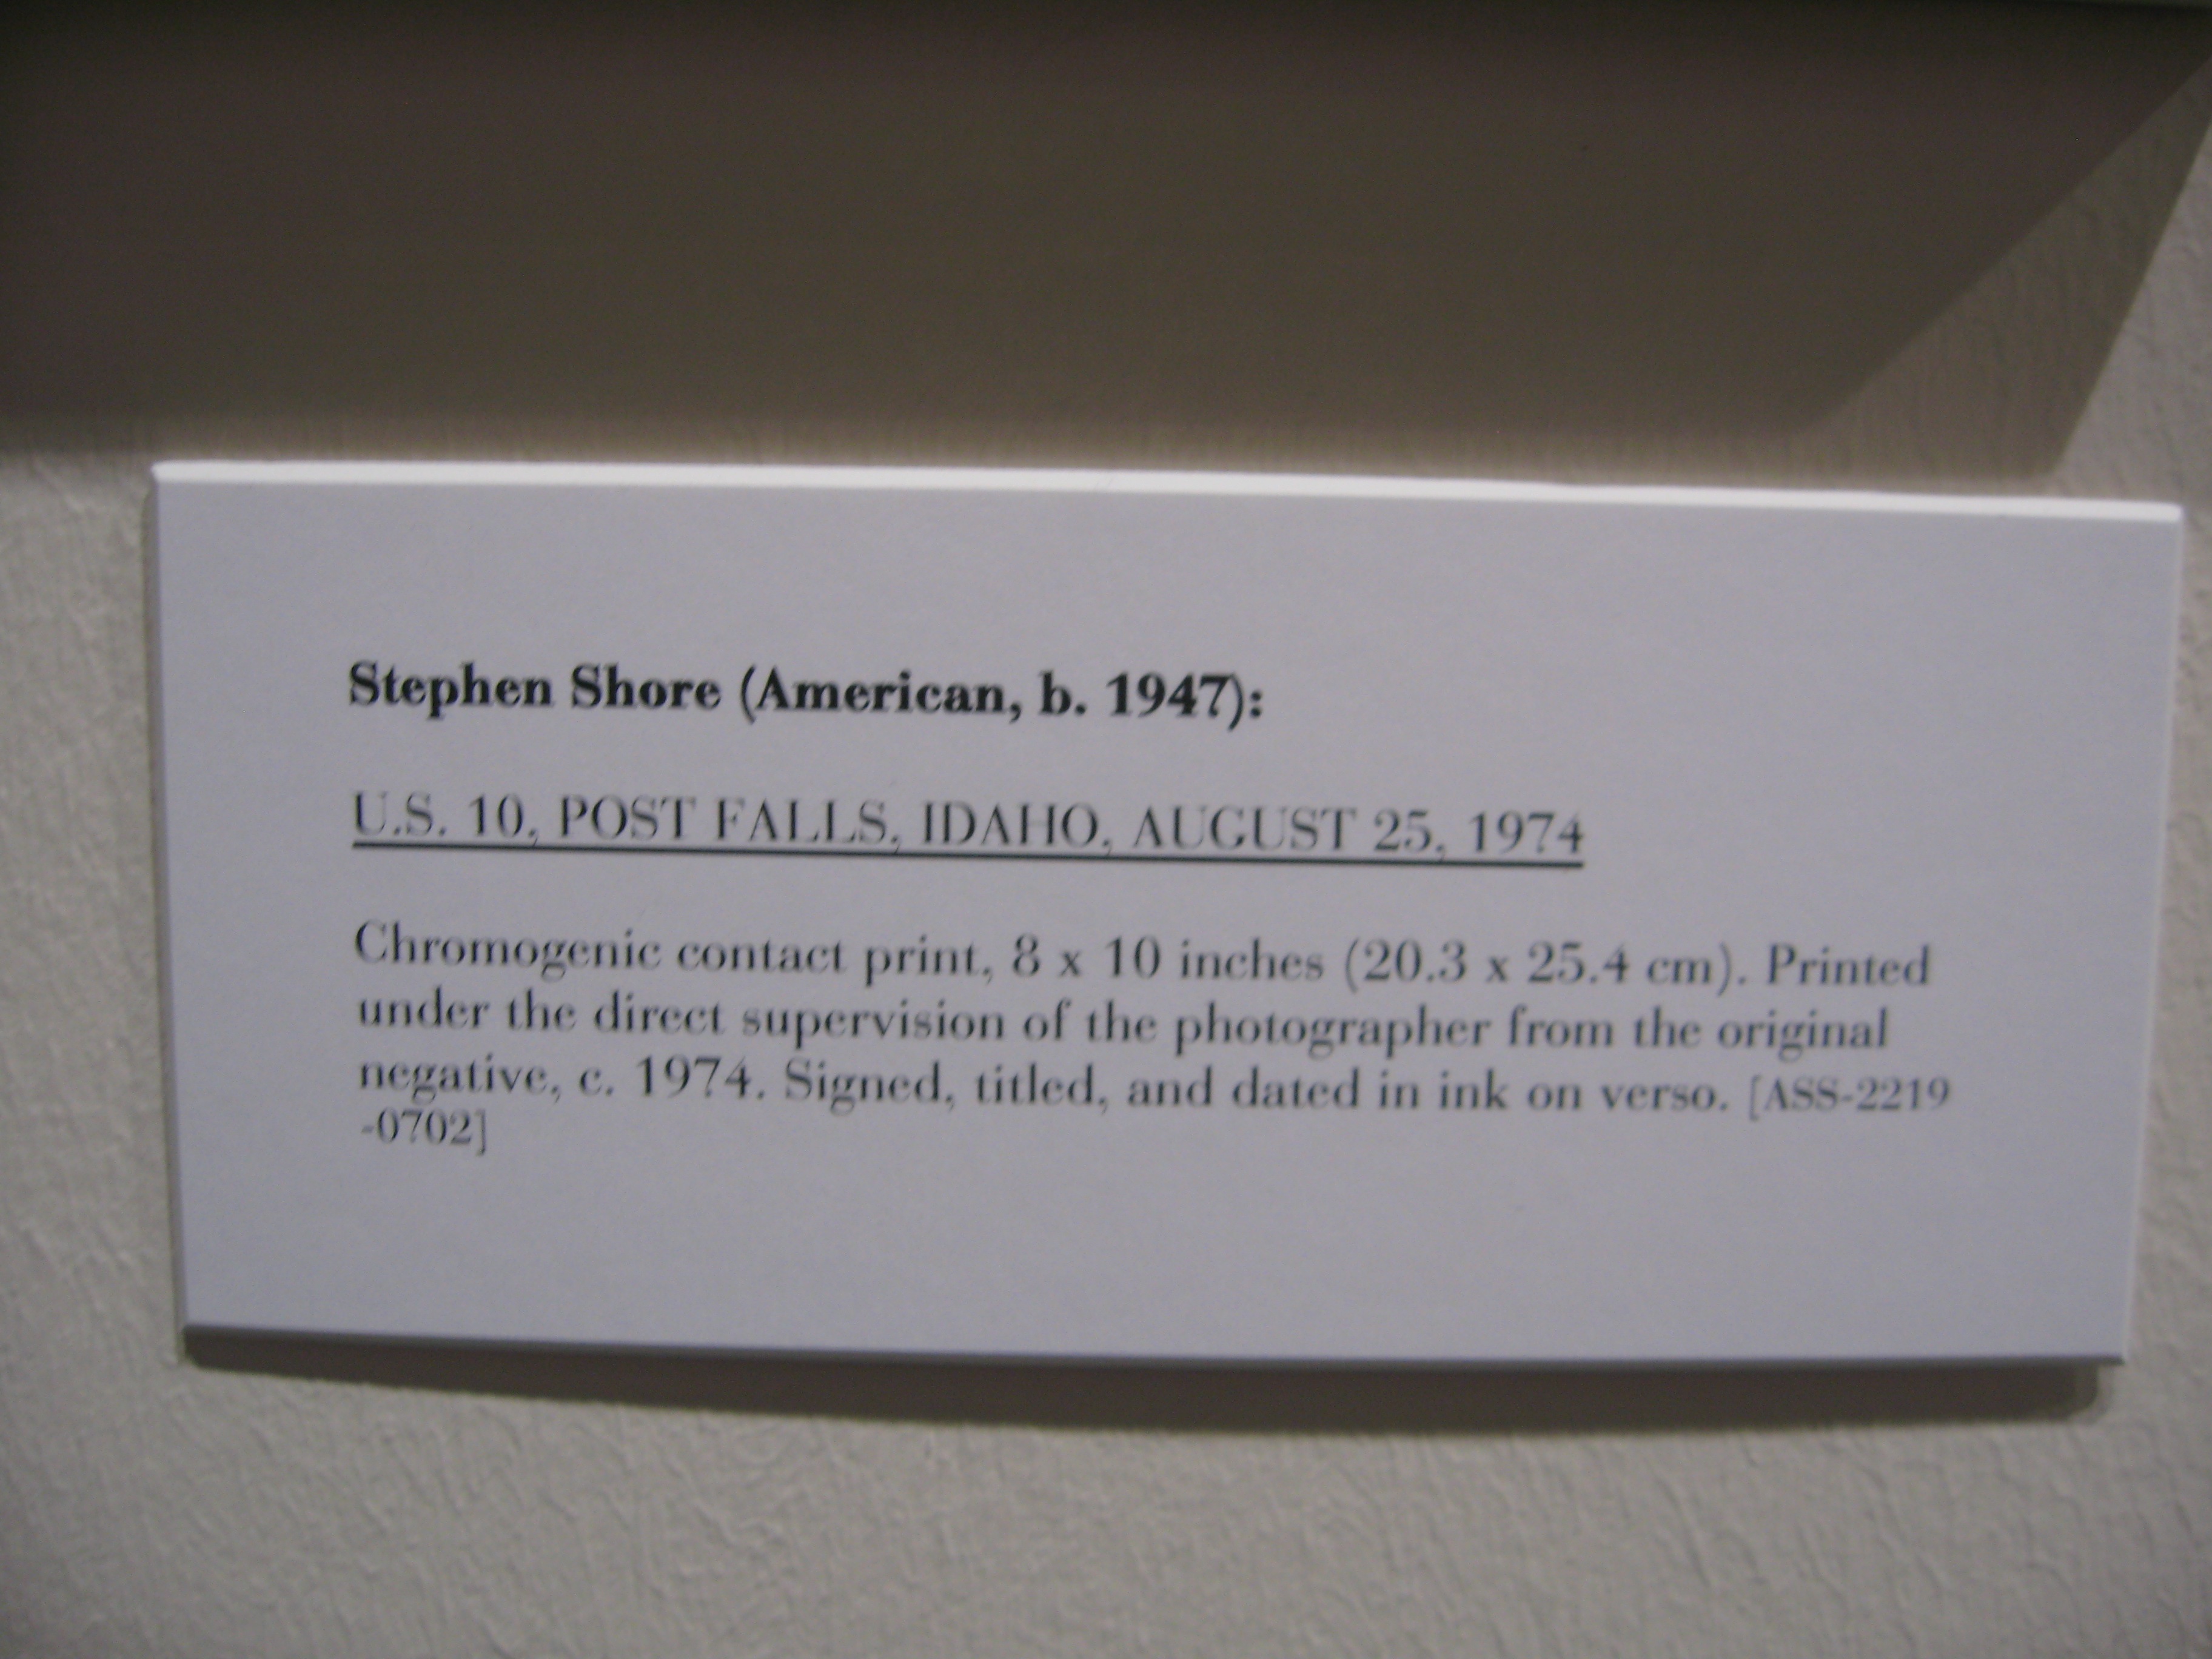 Stephen Shore (American, b. 1947):
U.S. 10, POST FALLS, IDAHO, AUGUST 25, 1974
Chromogenic contact print, 8 x 10 inches (20.3 x 25.4 cm). Printed
under the direct supervision of the photographer from the original
negative, c. 1974. Signed, titled, and dated in ink on verso. [ASS-2219
-0702]